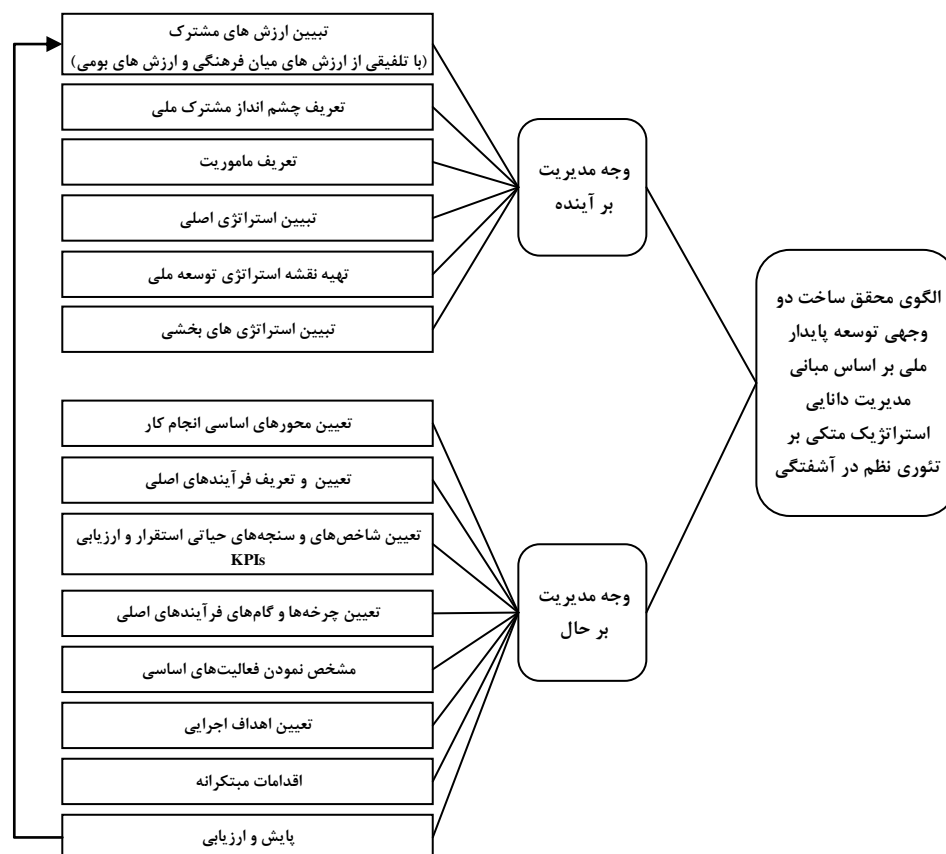 الگوی محقق ساخت دو
وجهی توسعه پایدار
ملی بر اساس مبانی
مدیریت دانایی
استراتژیک متکی بر
تئوری نظم در آشفتگی
وجه مدیریت
بر آینده
تبیین ارزش های مشترک
(با تلفیقی از ارزش های میان فرهنگی و ارزش های بومی)
تعریف چشم انداز مشترک ملی
تعریف ماموریت
تبیین استراتژی اصلی
تهیه نقشه استراتژی توسعه ملی
تبیین استراتژی های بخشی
وجه مدیریت
بر حال
تعیین محورهای اساسی انجام کار
تعیین و تعریف فرآیندهای اصلی
تعیین شاخص‌های و سنجه‌های حیاتی استقرار و ارزیابی
KPIs
تعیین چرخه‌ها و گام‌های فرآیندهای اصلی
مشخص نمودن فعالیت‌های اساسی
تعیین اهداف اجرایی
اقدامات مبتکرانه
پایش و ارزیابی